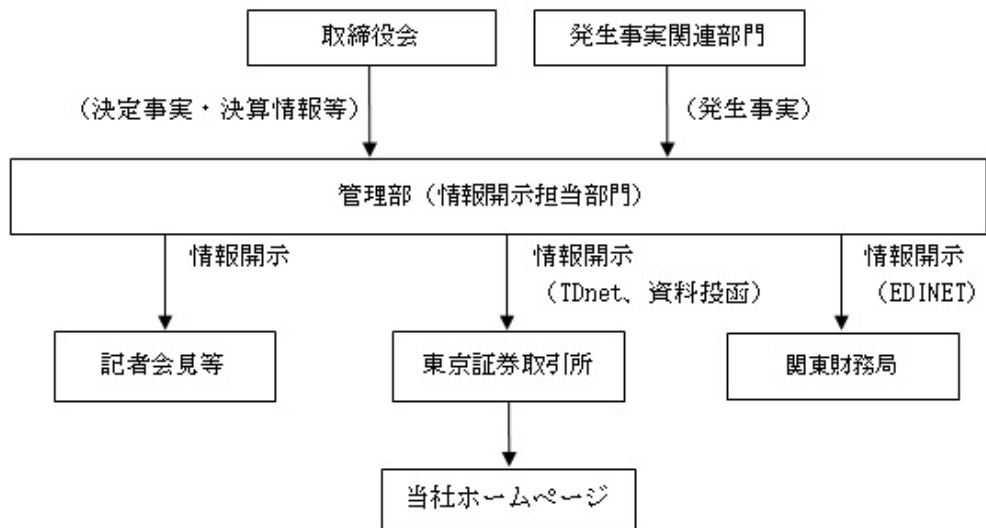 取締役会
発生事実関連部門
(決定事実・決算情報等)
(発生事実)
管理部(情報開示担当部門)
情報開示
情報開示
(TDnet、資料投函)
情報開示
(EDINET)
記者会見等
東京証券取引所
関東財務局
当社ホームページ